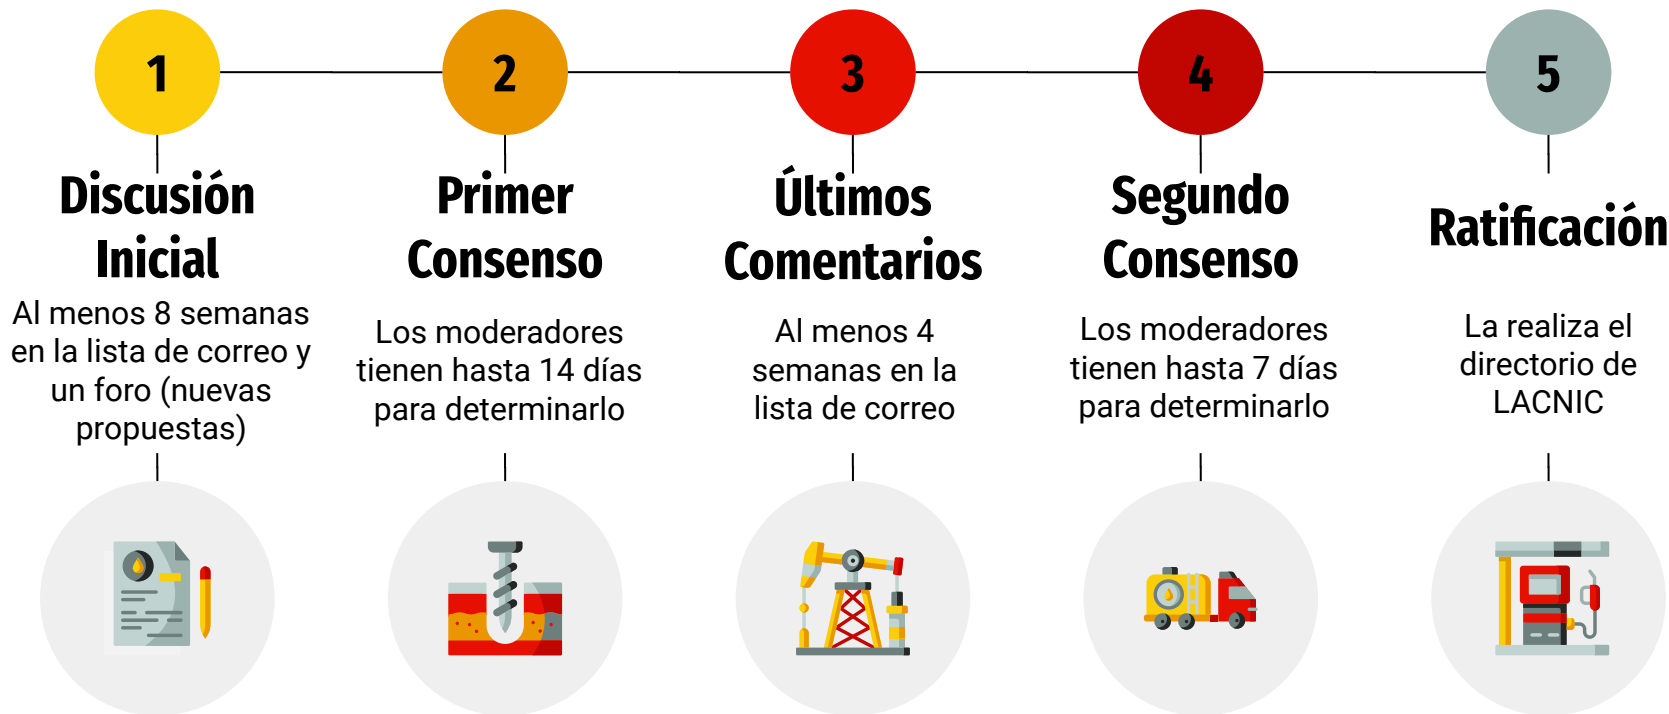 1
Discusión
Inicial
Al menos 8 semanas
en la lista de correo y
un foro (nuevas
propuestas)
2
Primer
Consenso
Los moderadores
tienen hasta 14 días
para determinarlo
3
Últimos
Comentarios
Al menos 4
semanas en la
lista de correo
4
Segundo
Consenso
Los moderadores
tienen hasta 7 días
para determinarlo
5
Ratificación
La realiza el
directorio de
LACNIC